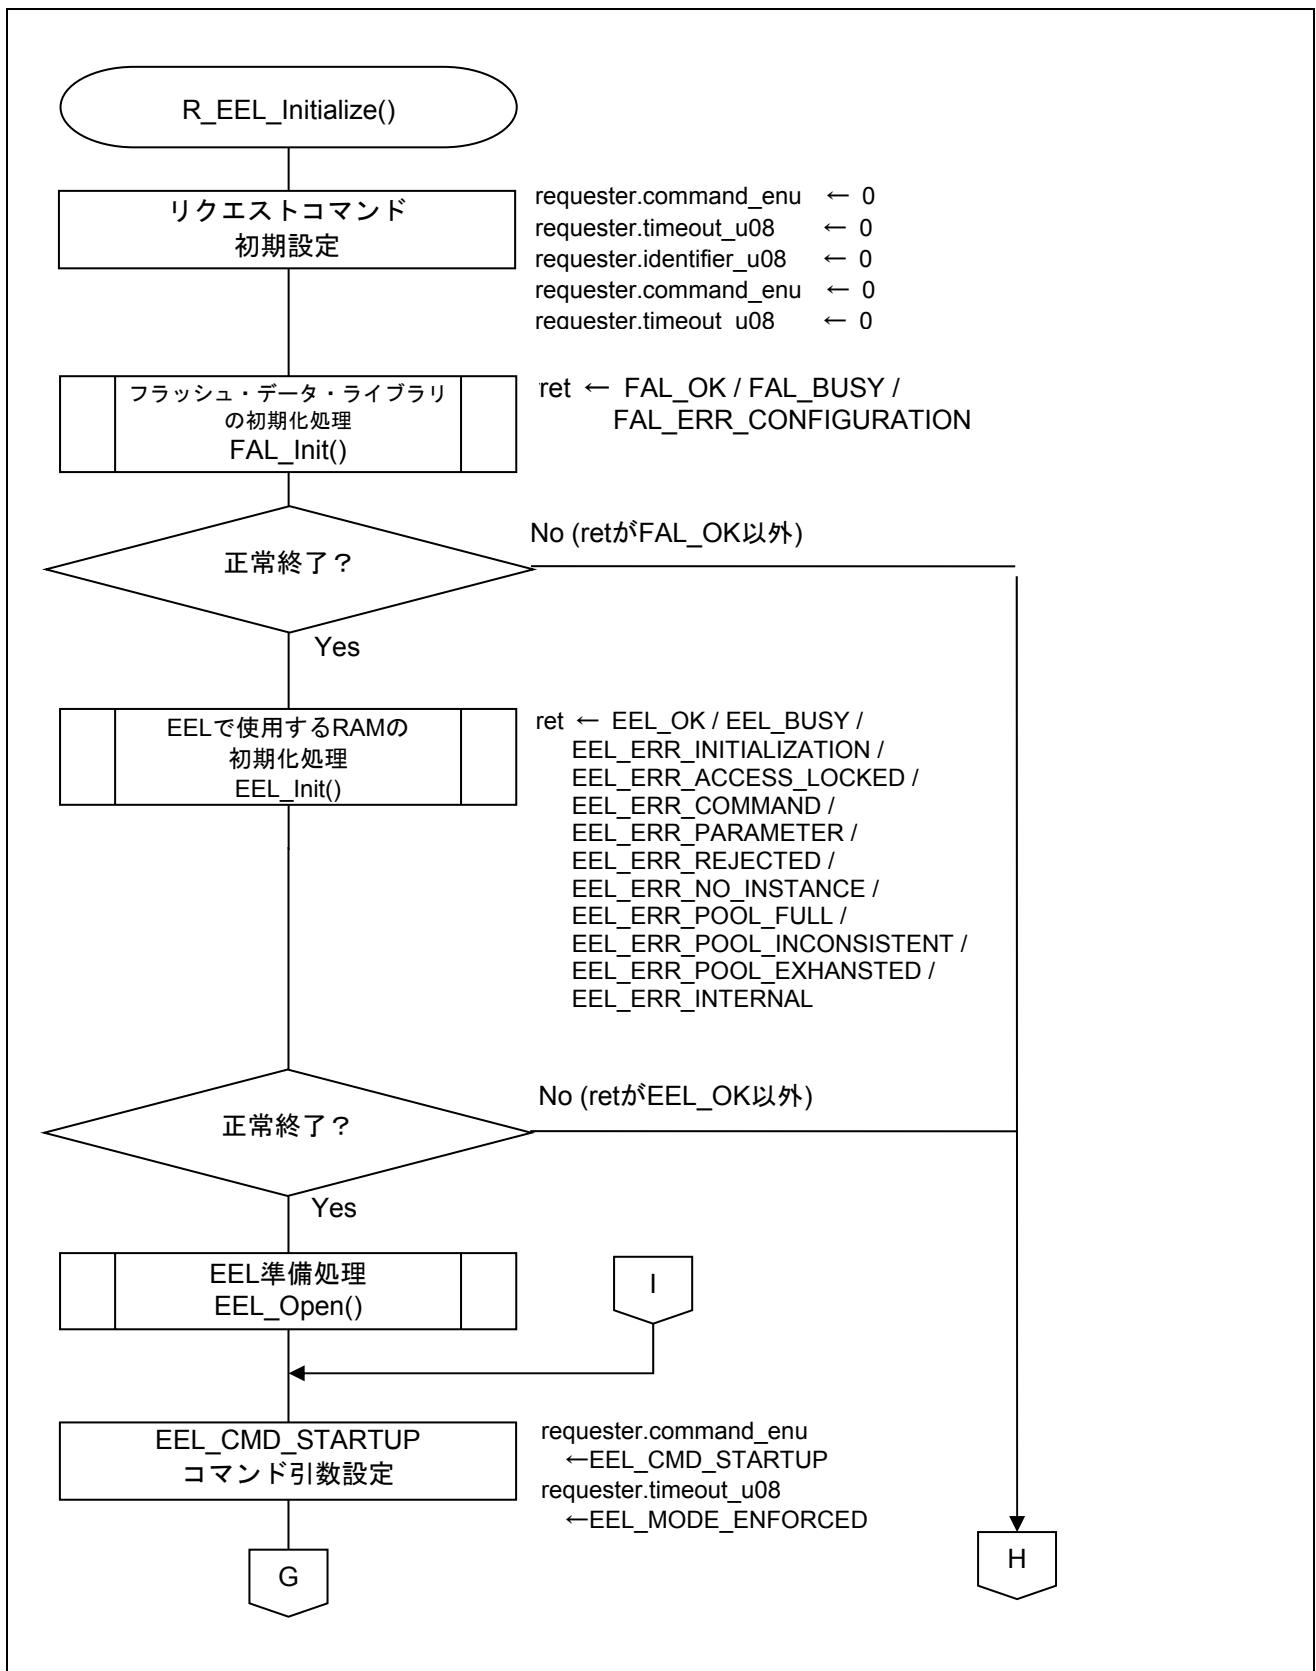 R_EEL_Initialize()
リクエストコマンド
初期設定
requester.command_enu ← 0
requester.timeout_u08 ← 0
requester.identifier_u08 ← 0
requester.command_enu ← 0
requester.timeout_u08 ← 0
フラッシュ・データ・ライブラリ
の初期化処理
FAL_Init()
ret ← FAL_OK / FAL_BUSY /
FAL_ERR_CONFIGURATION
No (retがFAL_OK以外)
正常終了？
Yes
EELで使用するRAMの
初期化処理
EEL_Init()
ret ← EEL_OK / EEL_BUSY /
EEL_ERR_INITIALIZATION /
EEL_ERR_ACCESS_LOCKED /
EEL_ERR_COMMAND /
EEL_ERR_PARAMETER /
EEL_ERR_REJECTED /
EEL_ERR_NO_INSTANCE /
EEL_ERR_POOL_FULL /
EEL_ERR_POOL_INCONSISTENT /
EEL_ERR_POOL_EXHANSTED /
EEL_ERR_INTERNAL
No (retがEEL_OK以外)
正常終了？
Yes
EEL準備処理
EEL_Open()
I
EEL_CMD_STARTUP
コマンド引数設定
requester.command_enu
←EEL_CMD_STARTUP
requester.timeout_u08
←EEL_MODE_ENFORCED
G
H